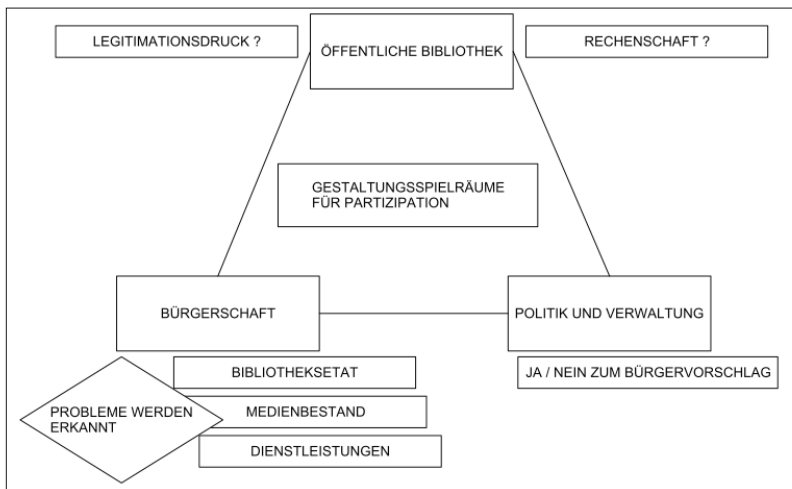 LEGITIMATIONSDRUCK ?
ÖFFENTLICHE BIBLIOTHEK
RECHENSCHAFT ?
GESTALTUNGSSPIELRÄUME
FÜR PARTIZIPATION
BÜRGERSCHAFT
POLITIK UND VERWALTUNG
BIBLIOTHEKSETAT
JA / NEIN ZUM BÜRGERVORSCHLAG
PROBLEME WERDEN
ERKANNT
MEDIENBESTAND
DIENSTLEISTUNGEN